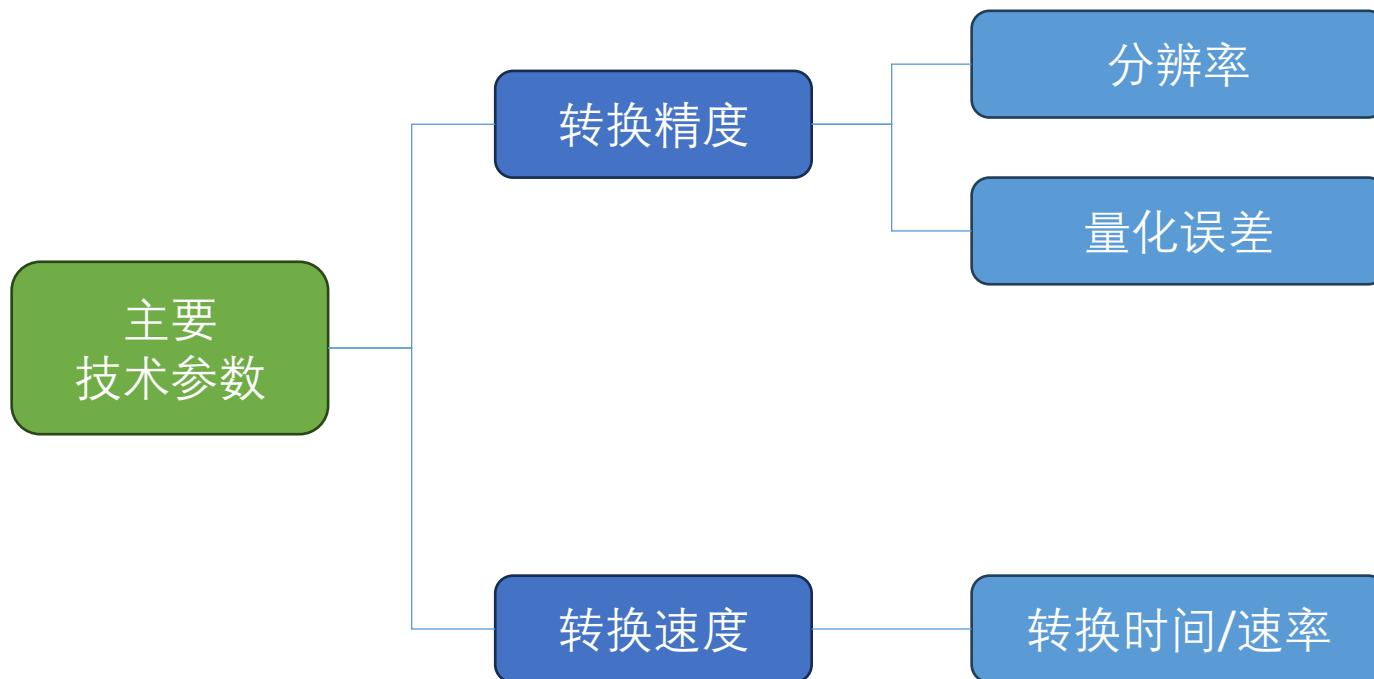 主要
技术参数
转换精度
分辨率
量化误差
转换速度
转换时间/速率